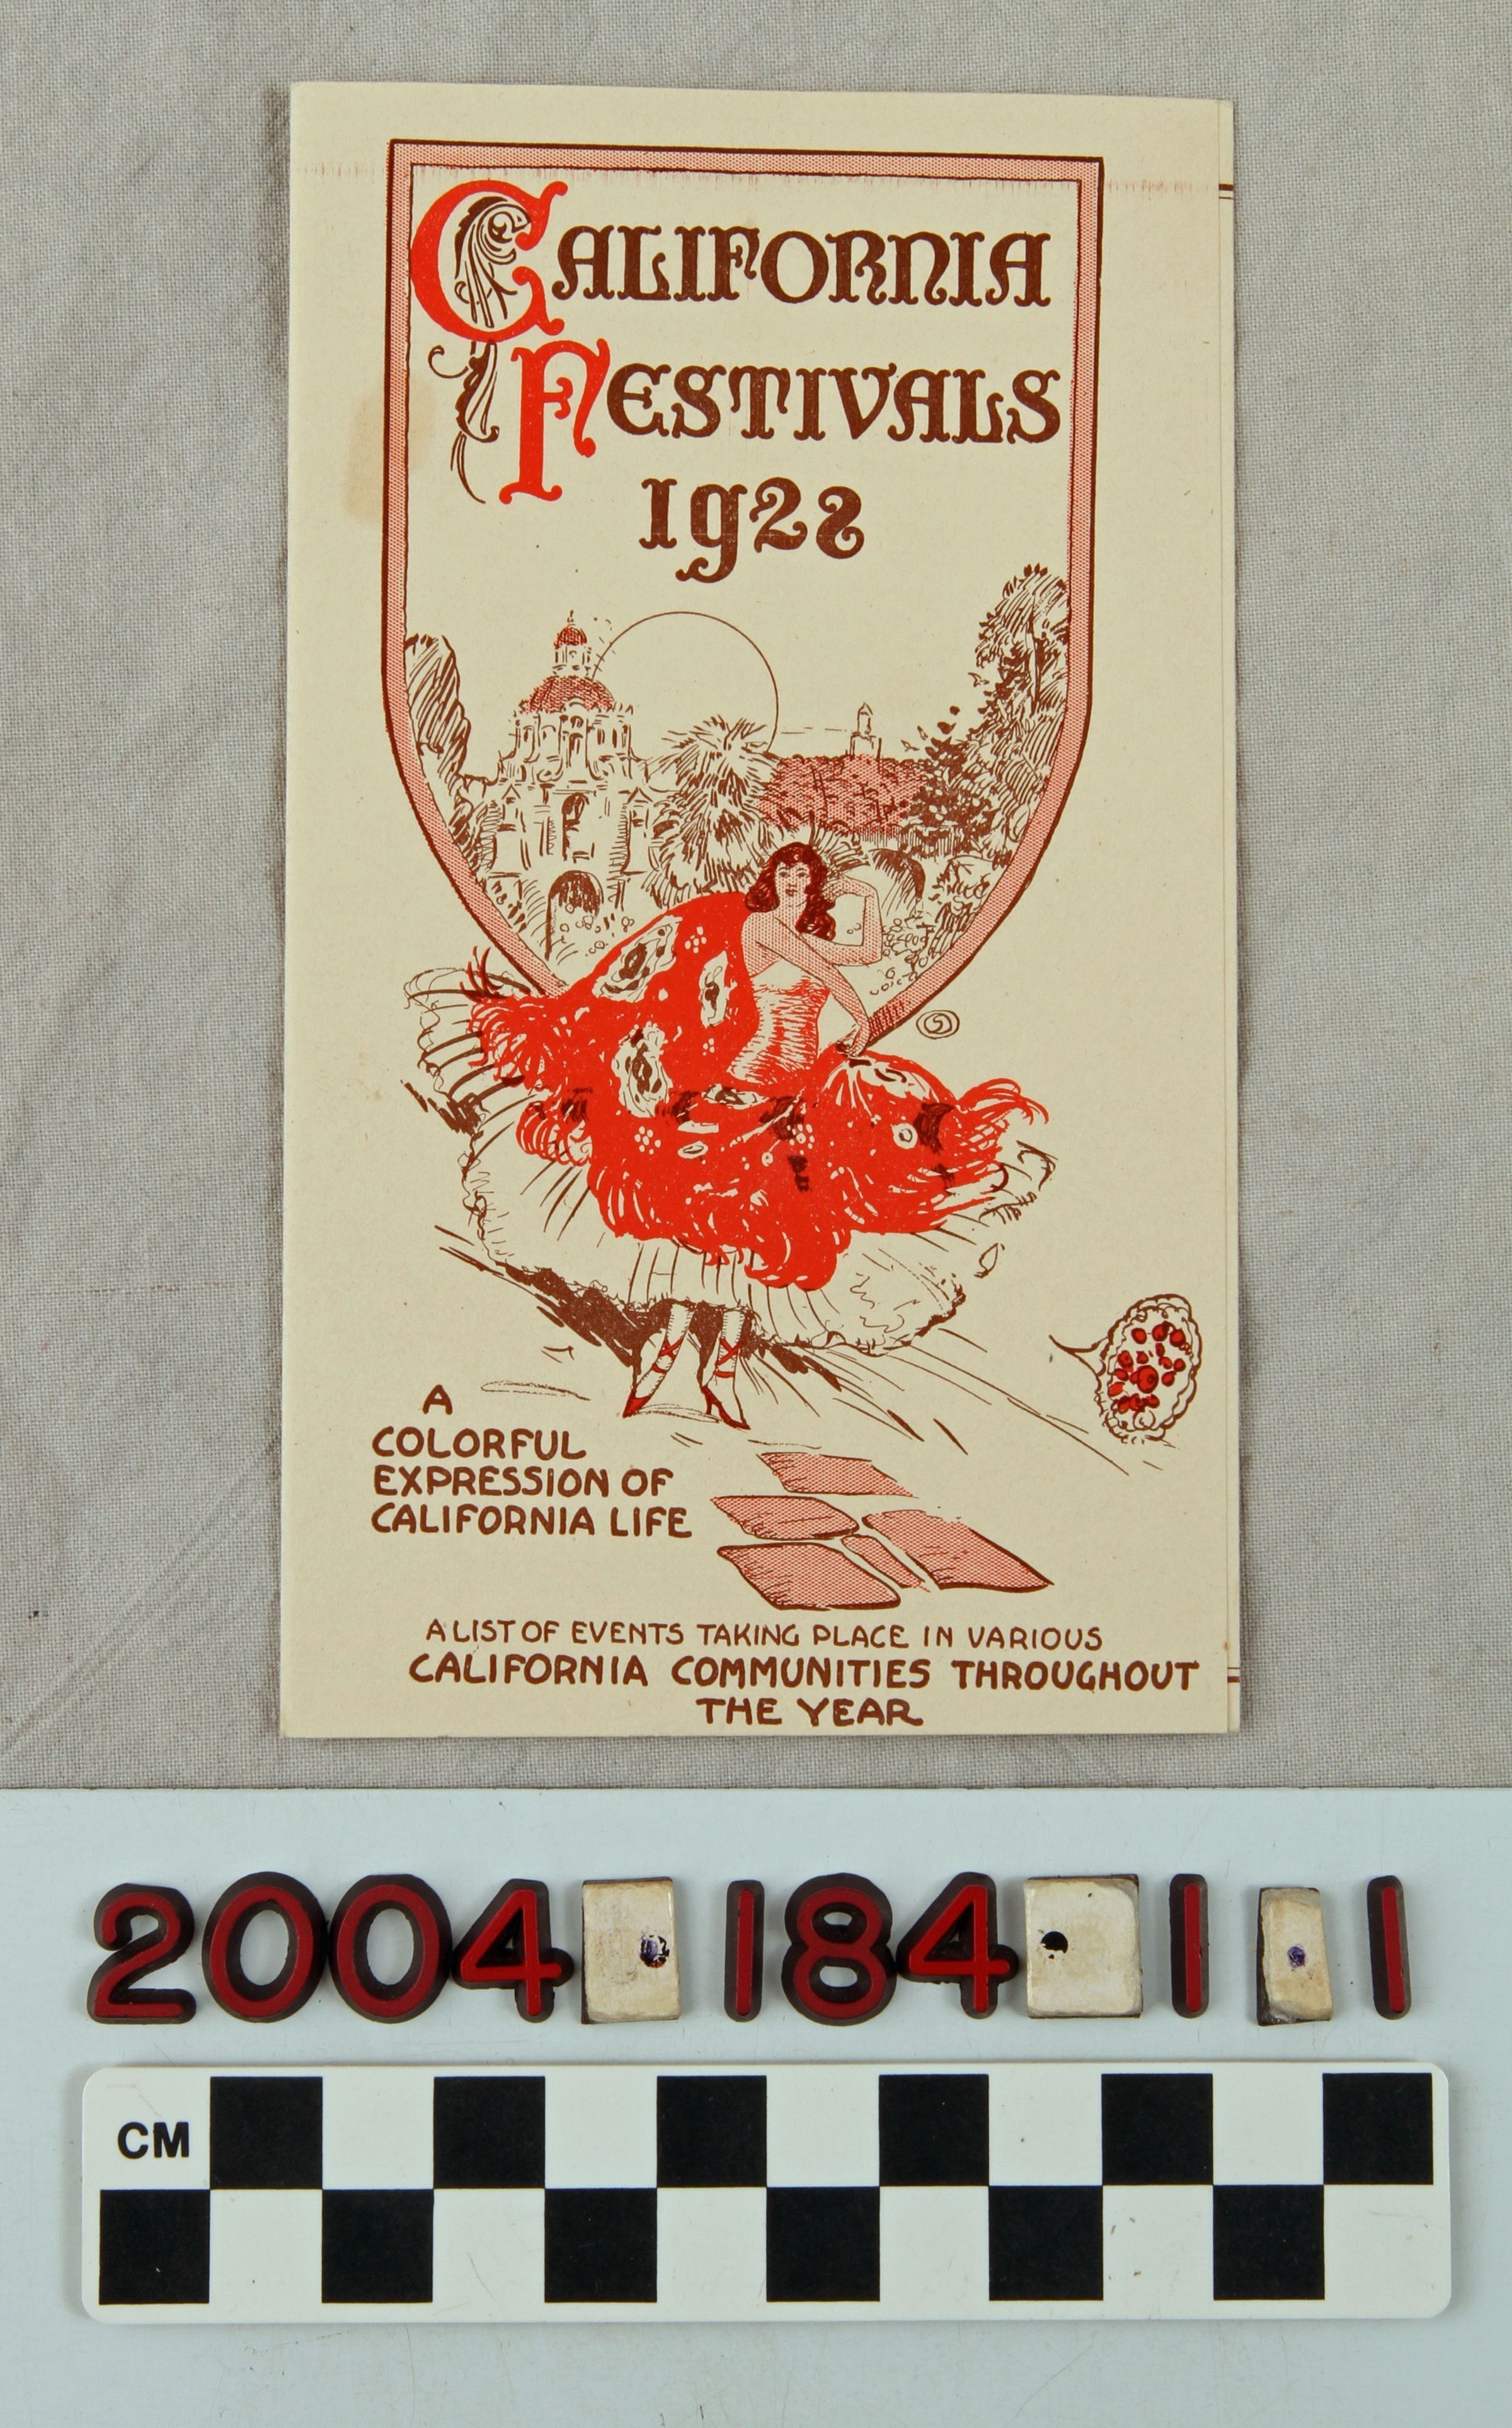 CALIFORNIA
FESTIVALS
1928
A
COLORFUL
EXPRESSION OF
CALIFORNIA LIFE
A LIST OF EVENTS TAKING PLACE IN VARIOUS
CALIFORNIA COMMUNITIES THROUGHOUT
THE YEAR
2004.184.1.1
CM